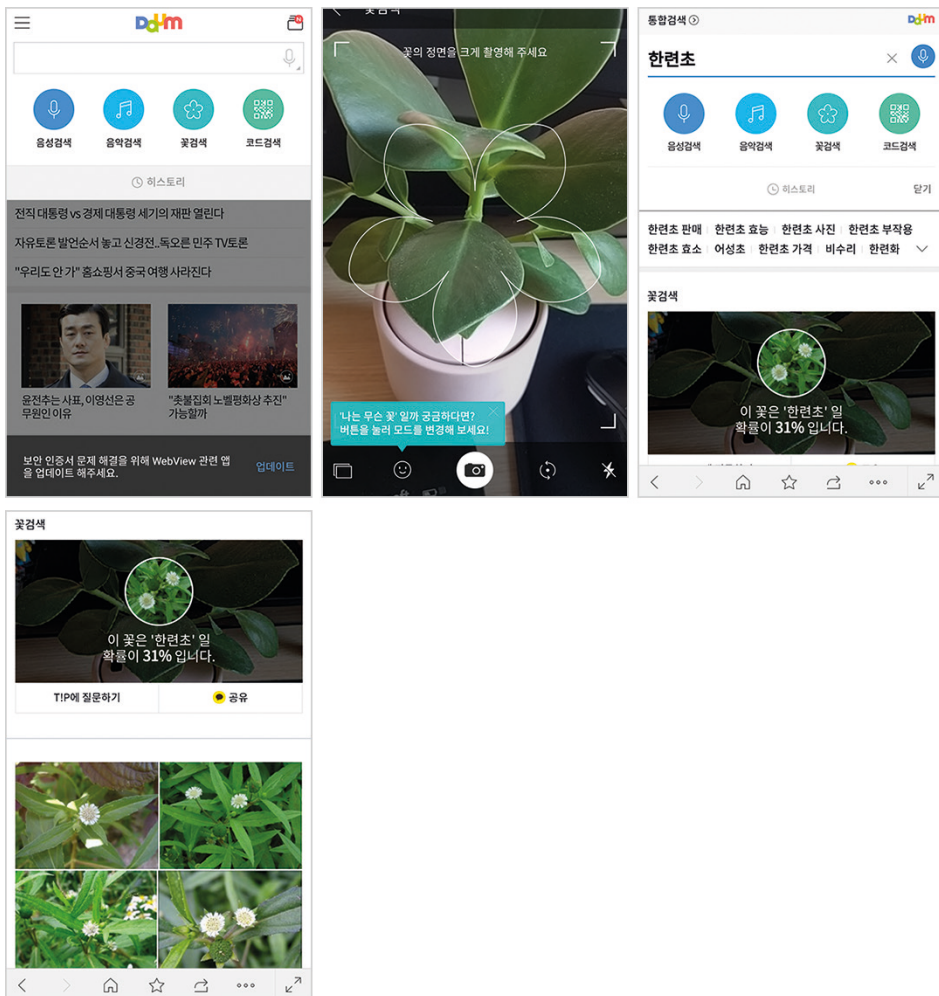 Daum
N
음성검색 음악검색 꽃검색 코드검색
히스토리
전직 대통령 vs 경제 대통령 세기의 재판 열린다
자유토론 발언순서 놓고 신경전..독오른 민주 TV토론
"우리도 안 가" 홈쇼핑서 중국 여행 사라진다
윤전추는 사표, 이영선은 공
무원인 이유
"촛불집회 노벨평화상 추진"
가능할까
보안 인증서 문제 해결을 위해 WebView 관련 앱
을 업데이트 해주세요.
업데이트
꽃검색
꽃의 정면을 크게 촬영해 주세요
'나는 무슨 꽃' 일까 궁금하다면?
버튼을 눌러 모드를 변경해 보세요!
통합검색
Daum
한련초
음성검색 음악검색 꽃검색 코드검색
히스토리 닫기
한련초 판매 한련초 효능 한련초 사진 한련초 부작용
한련초 효소 어성초 한련초 가격 비수리 한련화
꽃검색
이 꽃은 '한련초' 일
확률이 31% 입니다.
꽃검색
이 꽃은 '한련초' 일
확률이 31% 입니다.
T!P에 질문하기 공유